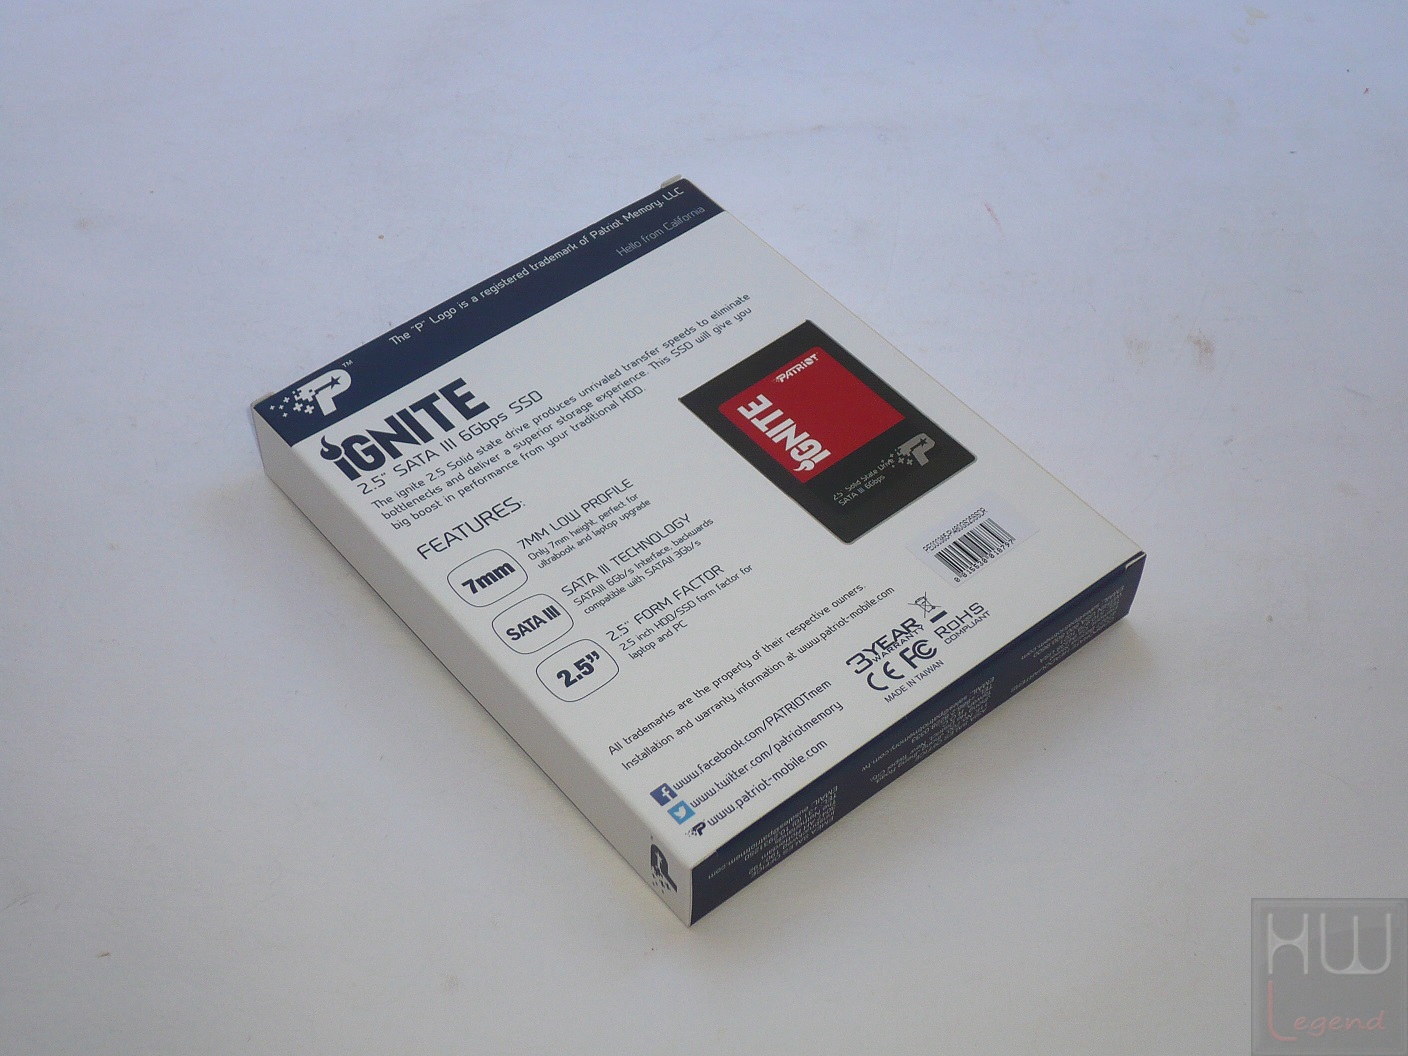 The "P" Logo is a registered trademark of Patriot Memory, LLC
Hello from California
P™
IGNITE
2.5" SATA III 6Gbps SSD
The ignite 2.5 Solid state drive produces unrivaled transfer speeds to eliminate
bottlenecks and deliver a superior storage experience. This SSD will give you
big boost in performance from your traditional HDD.
FEATURES:
7mm
7MM LOW PROFILE
Only 7mm height, perfect for
ultrabook and laptop upgrade
SATA III
SATA III TECHNOLOGY
SATAIII 6Gb/s Interface, backwards
compatible with SATAII 3Gb/s
2.5”
2.5" FORM FACTOR
2.5 inch HDD/SSD form factor for
laptop and PC
PATRIOT
IGNITE
2.5" Solid State Drive
SATA III 6Gbps
All trademarks are the property of their respective owners.
Installation and warranty information at www.patriot-mobile.com
www.facebook.com/PATRIOTmem
www.twitter.com/patriotmemory
www.patriot-mobile.com
3 YEAR
WARRANTY
RoHS
COMPLIANT
CE FC
MADE IN TAIWAN
HW
Legend